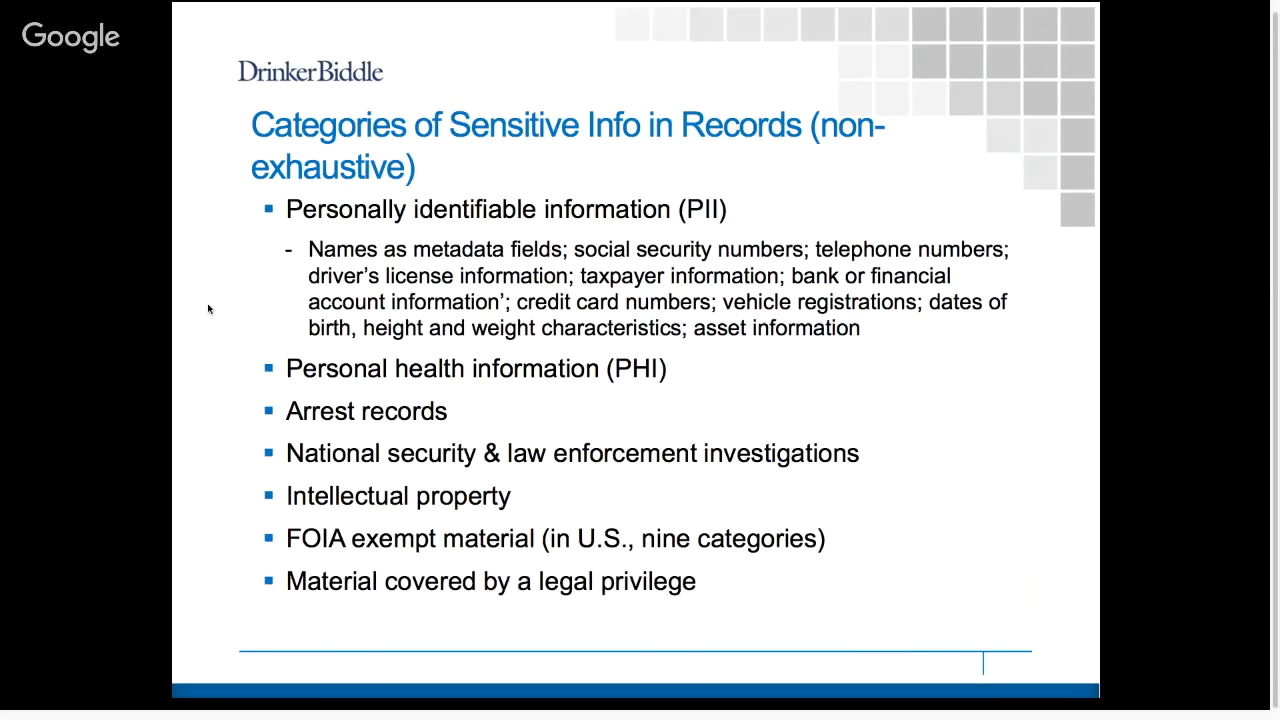 Google
DrinkerBiddle
Categories of Sensitive Info in Records (non-
exhaustive)
Personally identifiable information (PII)
- Names as metadata fields; social security numbers; telephone numbers;
driver’s license information; taxpayer information; bank or financial
account information’; credit card numbers; vehicle registrations; dates of
birth, height and weight characteristics; asset information
Personal health information (PHI)
Arrest records
National security & law enforcement investigations
Intellectual property
FOIA exempt material (in U.S., nine categories)
Material covered by a legal privilege